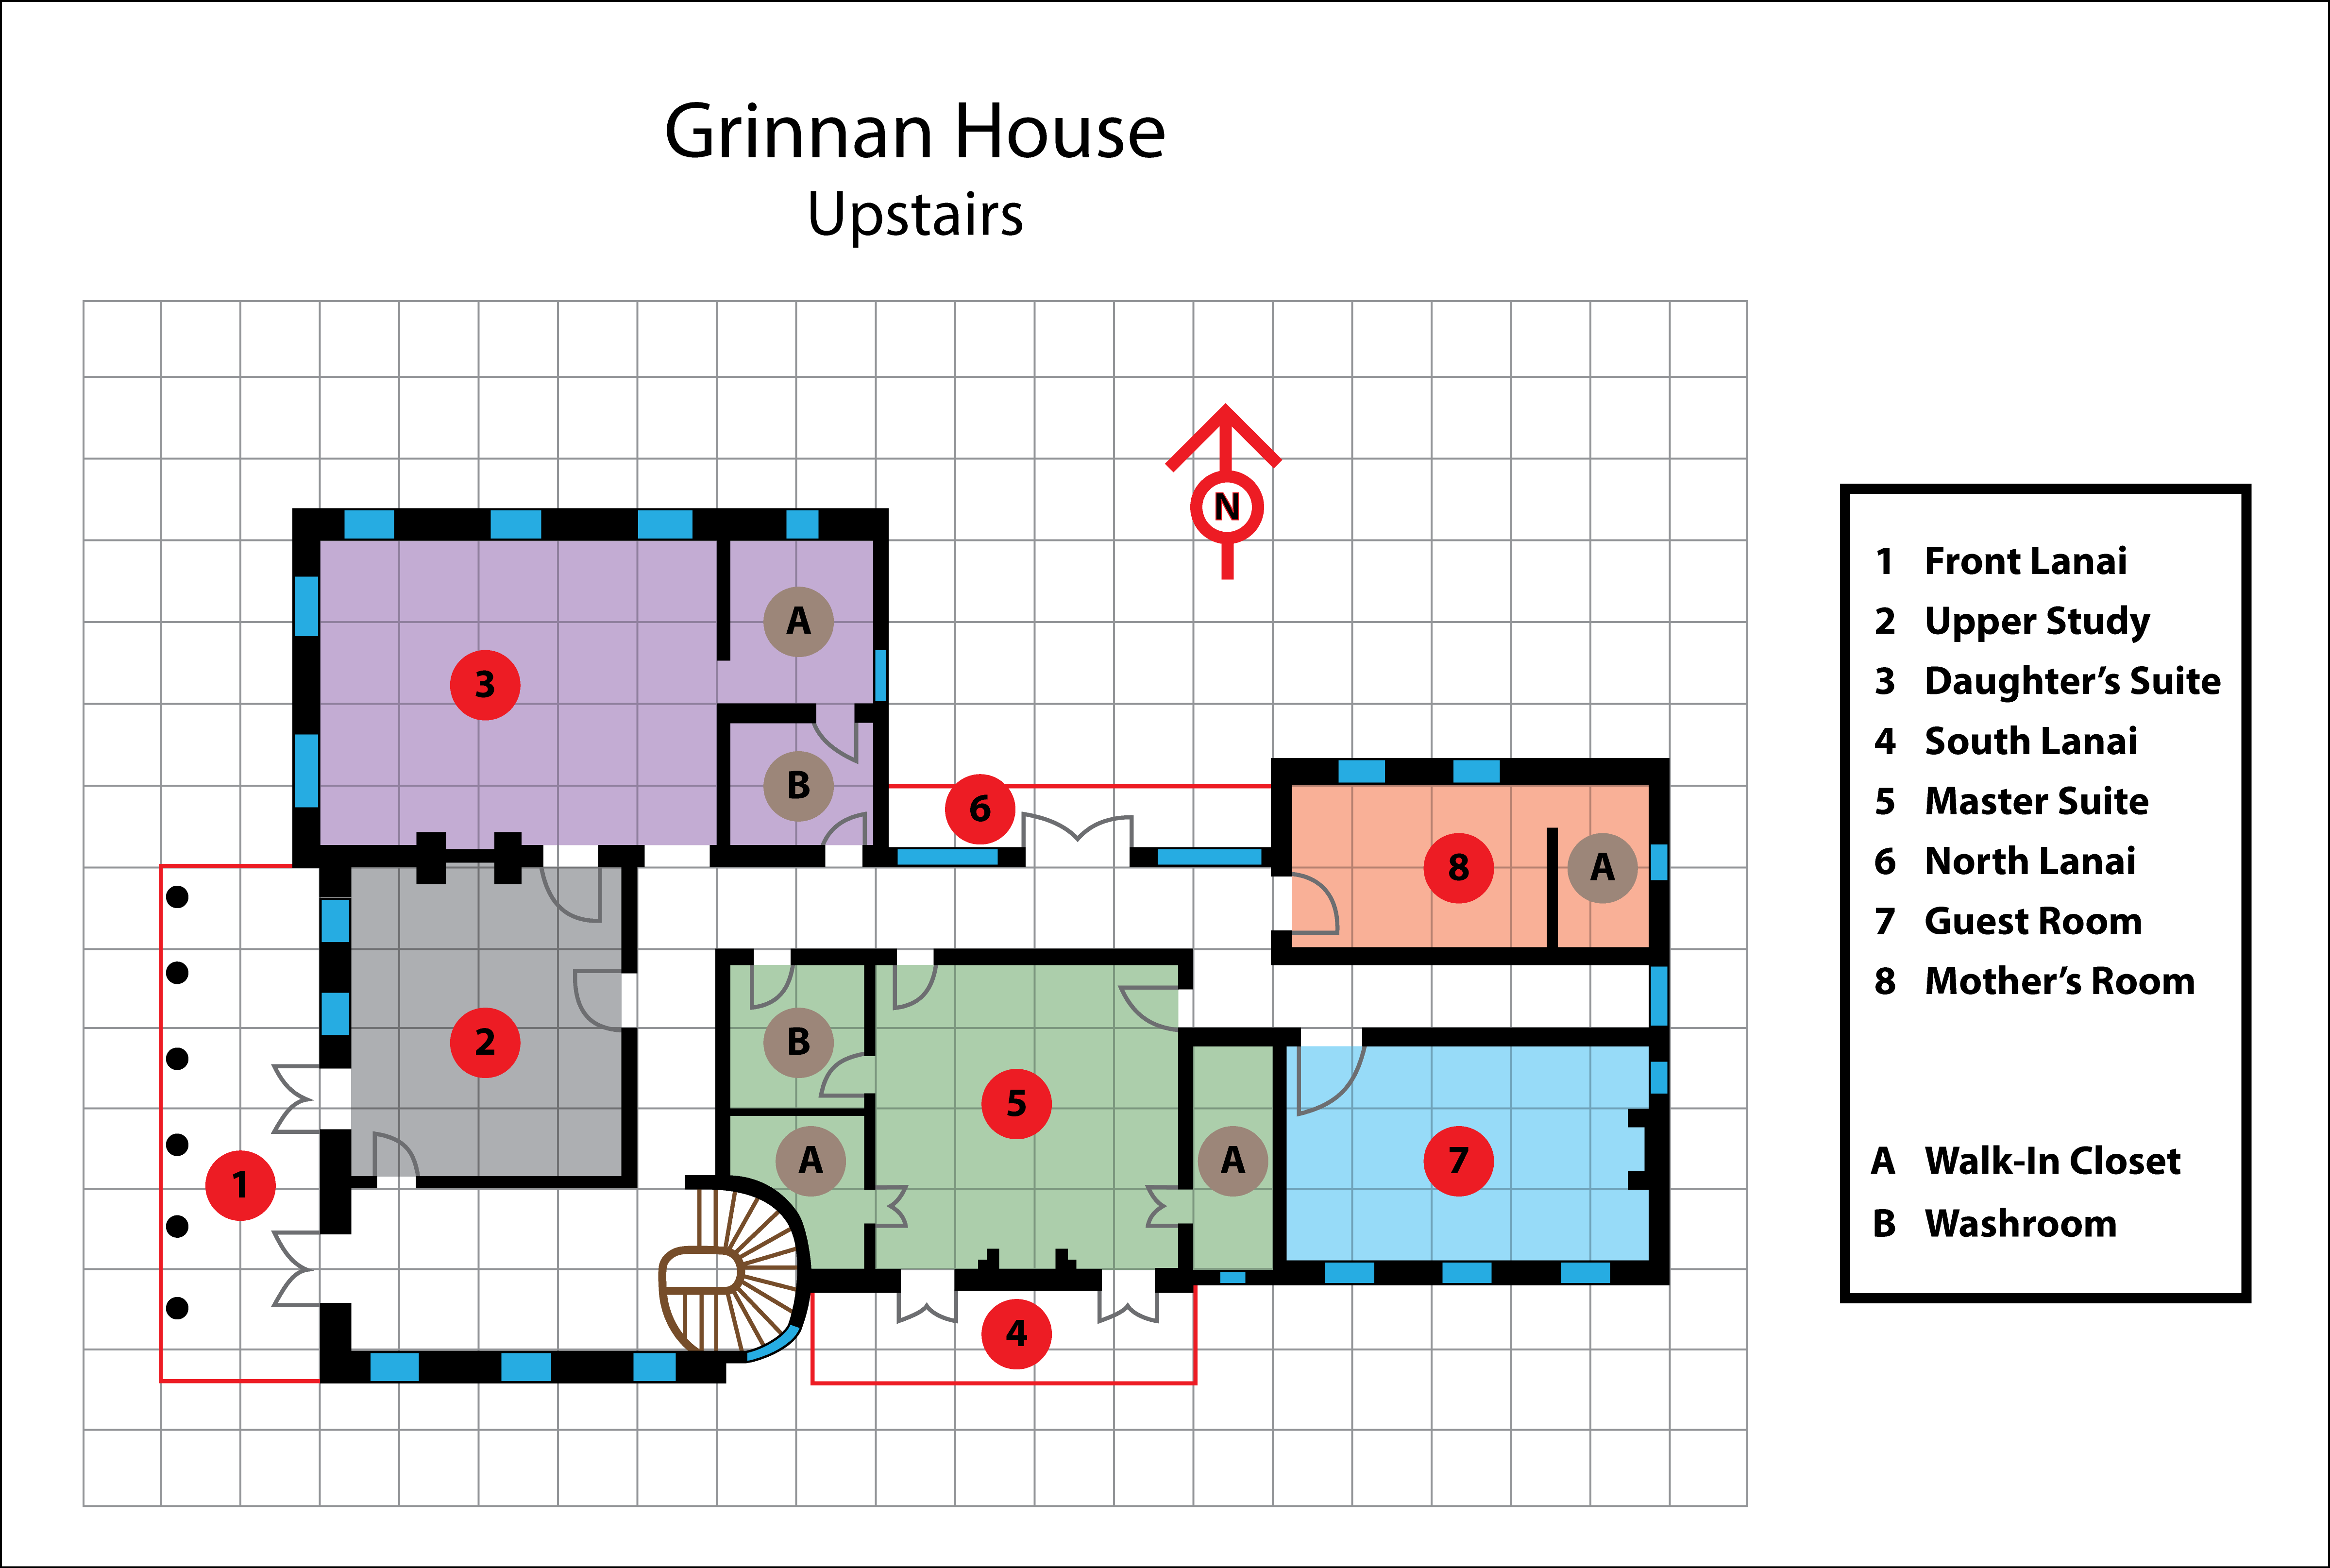 Grinnan House
Upstairs
N
A
3
B
6
8
A
2
B
5
A
A
7
1
4
1 Front Lanai
2 Upper Study
3 Daughter’s Suite
4 South Lanai
5 Master Suite
6 North Lanai
7 Guest Room
8 Mother’s Room
A Walk-In Closet
B Washroom